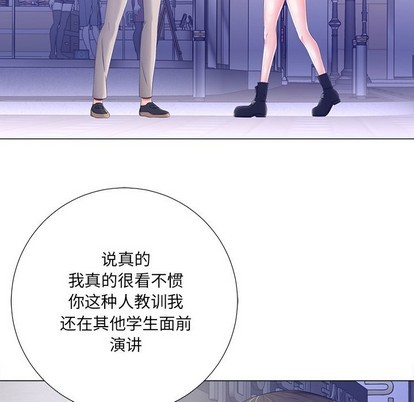 说真的
我真的很看不惯
你这种人教训我
还在其他学生面前
演讲